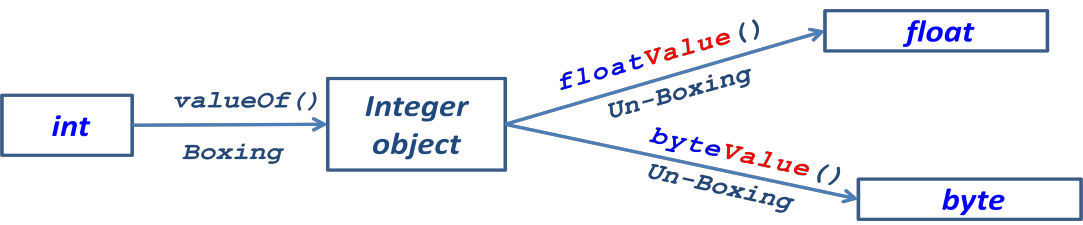 int
valueOf()
Boxing
Integer
object
floatValue()
Un-Boxing
float
byteValue()
Un-Boxing
byte